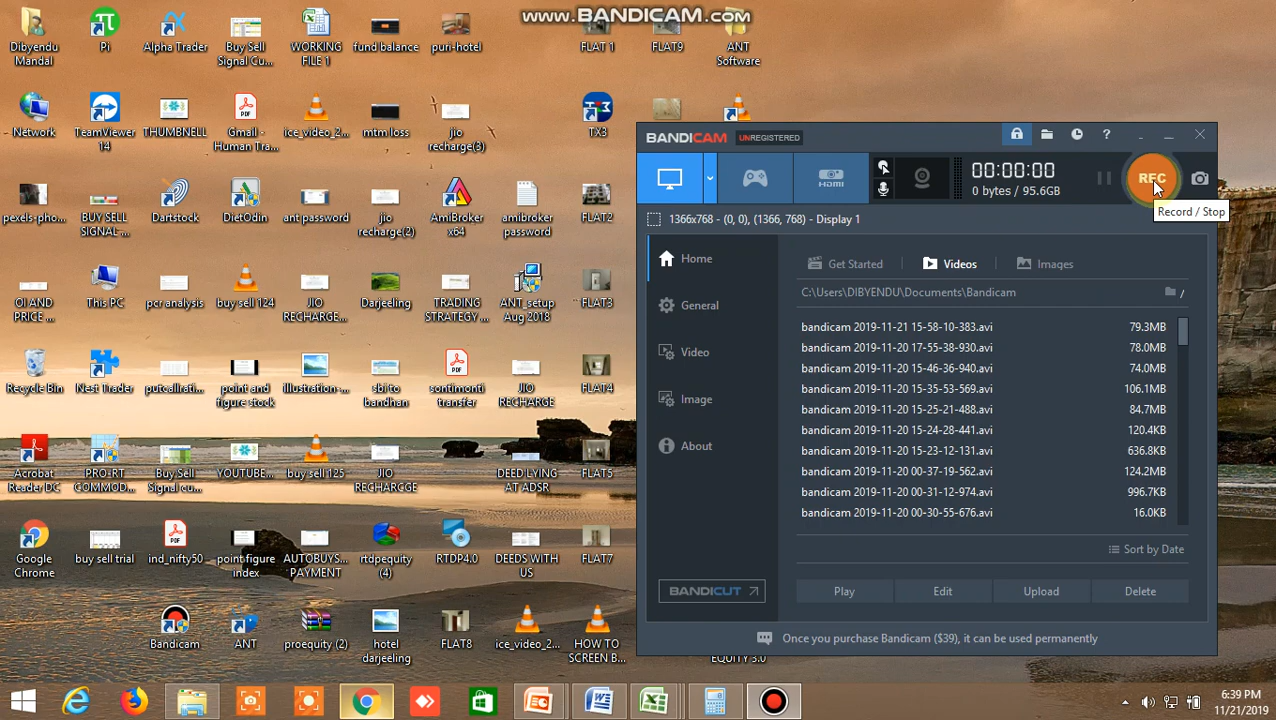 www.BANDICAM.com
Dibyendu
Mandal
Pi
Alpha Trader
Buy Sell
Signal Cu...
WORKING
FILE 1
fund balance
puri-hotel
FLAT 1
FLAT9
ANT
Software
Network
TeamViewer
14
THUMBNELL
Gmail -
Human Tra...
ice_video_2...
mtm loss
jio
recharge(3)
TX3
pexels-pho...
BUY SELL
SIGNAL ...
Dartstock
DietOdin
ant password
jio
recharge(2)
AmiBroker
x64
amibroker
password
FLAT2
OI AND
PRICE ...
This PC
pcr analysis
buy sell 124
JIO
RECHARGE...
Darjeeling
TRADING
STRATEGY ...
ANT_setup
Aug 2018
FLAT3
Recycle Bin
Nest Trader
putcallrati...
point and
figure stock
illustration-...
sbi to
bandhan
sontimonti
transfer
JIO
RECHARGE
FLAT4
Acrobat
Reader DC
PRO-RT
COMMOD...
Buy Sell
Signal cu...
YOUTUBE...
buy sell 125
JIO
RECHARCGE
DEED LYING
AT ADSR
FLAT5
Google
Chrome
buy sell trial
ind_nifty50
point figure
index
AUTOBUYS...
PAYMENT
rtdpequity
(4)
RTDP4.0
DEEDS WITH
US
FLAT7
Bandicam
ANT
proequity (2)
hotel
darjeeling
FLAT8
ice_video_2...
HOW TO
SCREEN B...
EQUITY 3.0
BANDICAM UNREGISTERED
HDMI
00:00:00
0 bytes / 95.6GB
REC
Record / Stop
1366x768 - (0, 0), (1366, 768) - Display 1
Home
General
Video
Image
About
BANDICUT
Get Started
Videos
Images
C:\Users\DIBYENDU\Documents\Bandicam
/
bandicam 2019-11-21 15-58-10-383.avi 79.3MB
bandicam 2019-11-20 17-55-38-930.avi 78.0MB
bandicam 2019-11-20 15-46-36-940.avi 74.0MB
bandicam 2019-11-20 15-35-53-569.avi 106.1MB
bandicam 2019-11-20 15-25-21-488.avi 84.7MB
bandicam 2019-11-20 15-24-28-441.avi 120.4KB
bandicam 2019-11-20 15-23-12-131.avi 636.8KB
bandicam 2019-11-20 00-37-19-562.avi 124.2MB
bandicam 2019-11-20 00-31-12-974.avi 996.7KB
bandicam 2019-11-20 00-30-55-676.avi 16.0KB
Sort by Date
Play
Edit
Upload
Delete
Once you purchase Bandicam ($39), it can be used permanently
6:39 PM
11/21/2019